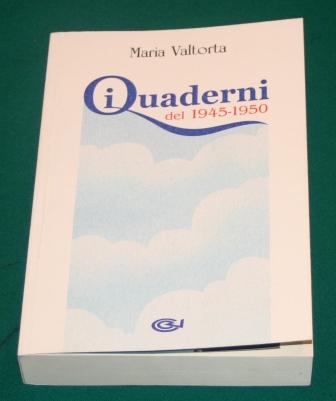 Maria Valtorta
i Quaderni
del 1945-1950